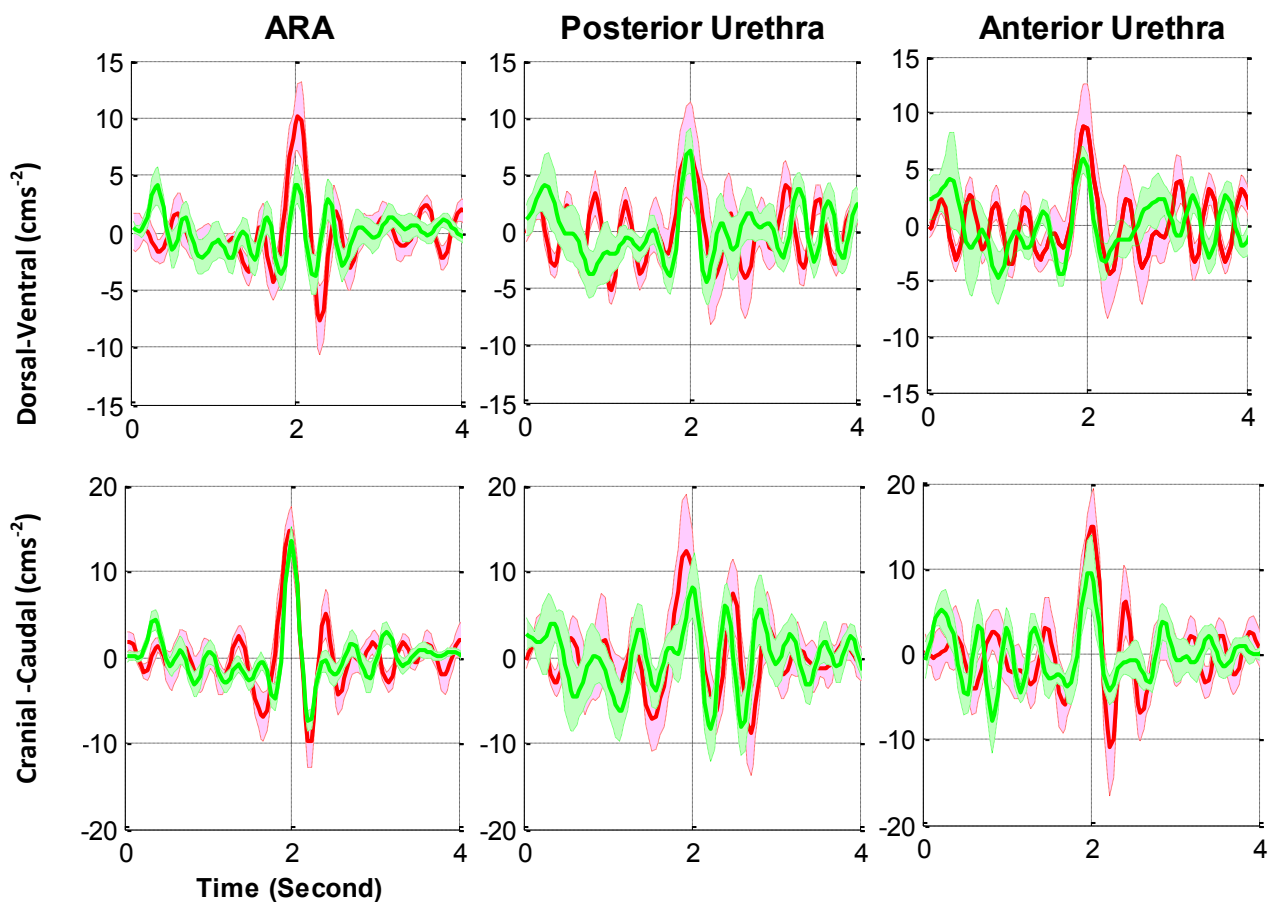 ARA Posterior Urethra Anterior Urethra
Dorsal-Ventral (cms⁻²)
15 10 5 0 -5 -10 -15
0 2 4
15 10 5 0 -5 -10 -15
0 2 4
15 10 5 0 -5 -10 -15
0 2 4
Cranial -Caudal (cms⁻²)
20 10 0 -10 -20
0 2 4
20 10 0 -10 -20
0 2 4
20 10 0 -10 -20
0 2 4
Time (Second)